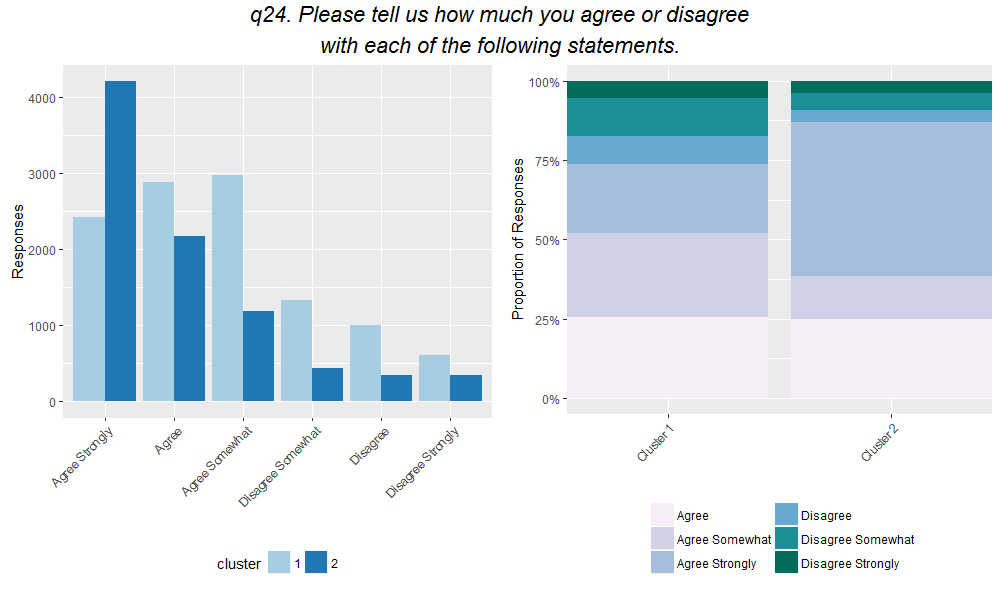 q24. Please tell us how much you agree or disagree
with each of the following statements.
Responses
4000
3000
2000
1000
0
Agree Strongly
Agree
Agree Somewhat
Disagree Somewhat
Disagree
Disagree Strongly
cluster 1 2
Proportion of Responses
100%
75%
50%
25%
0%
Cluster 1
Cluster 2
Agree
Agree Somewhat
Agree Strongly
Disagree
Disagree Somewhat
Disagree Strongly